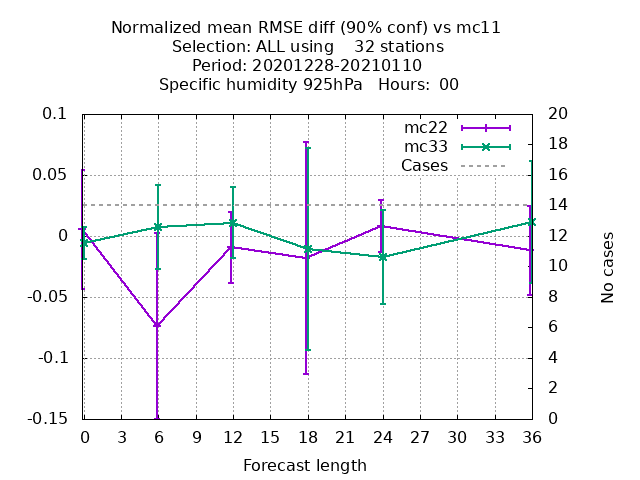 Normalized mean RMSE diff (90% conf) vs mc11
Selection: ALL using    32 stations
Period: 20201228-20210110
Specific humidity 925hPa   Hours:  00
mc22
mc33
Cases
0.1
0.05
0
-0.05
-0.1
-0.15
20
18
16
14
12
10
8
6
4
2
0
No cases
0 3 6 9 12 15 18 21 24 27 30 33 36
Forecast length